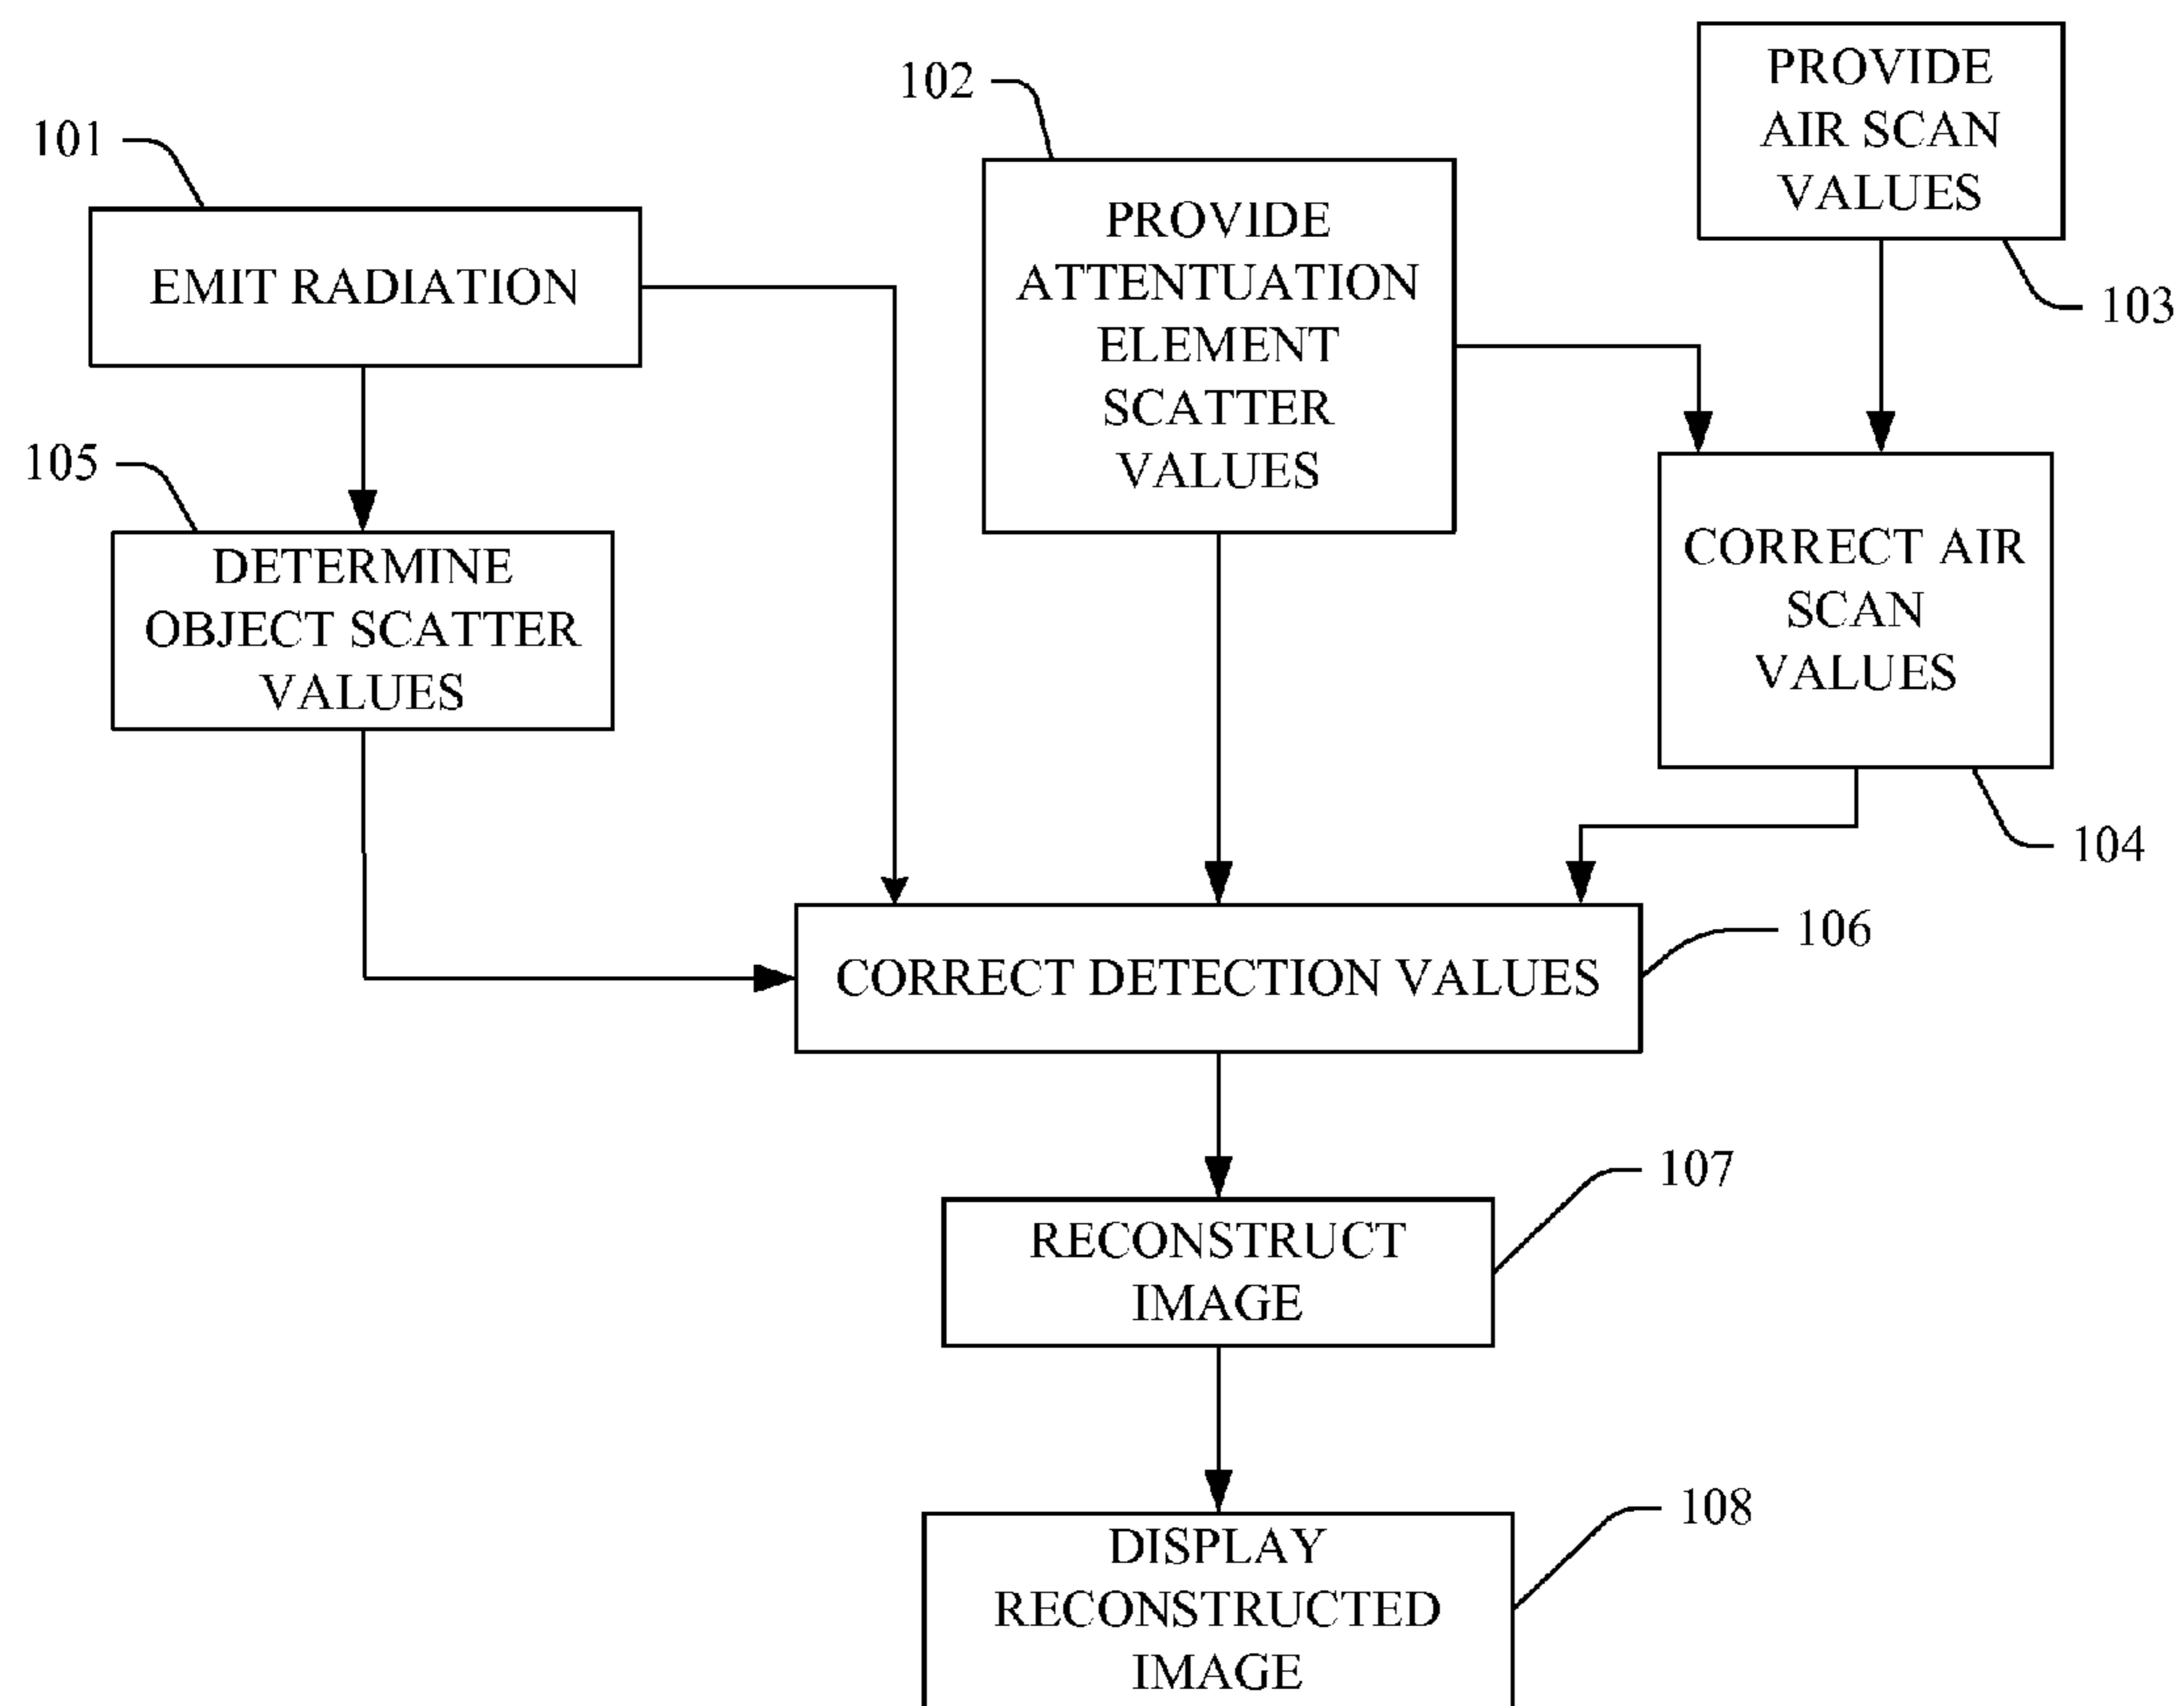 101
EMIT RADIATION
102
PROVIDE
ATTENTUATION
ELEMENT
SCATTER
VALUES
PROVIDE
AIR SCAN
VALUES
103
105
DETERMINE
OBJECT SCATTER
VALUES
CORRECT AIR
SCAN
VALUES
104
CORRECT DETECTION VALUES
106
RECONSTRUCT
IMAGE
107
DISPLAY
RECONSTRUCTED
IMAGE
108